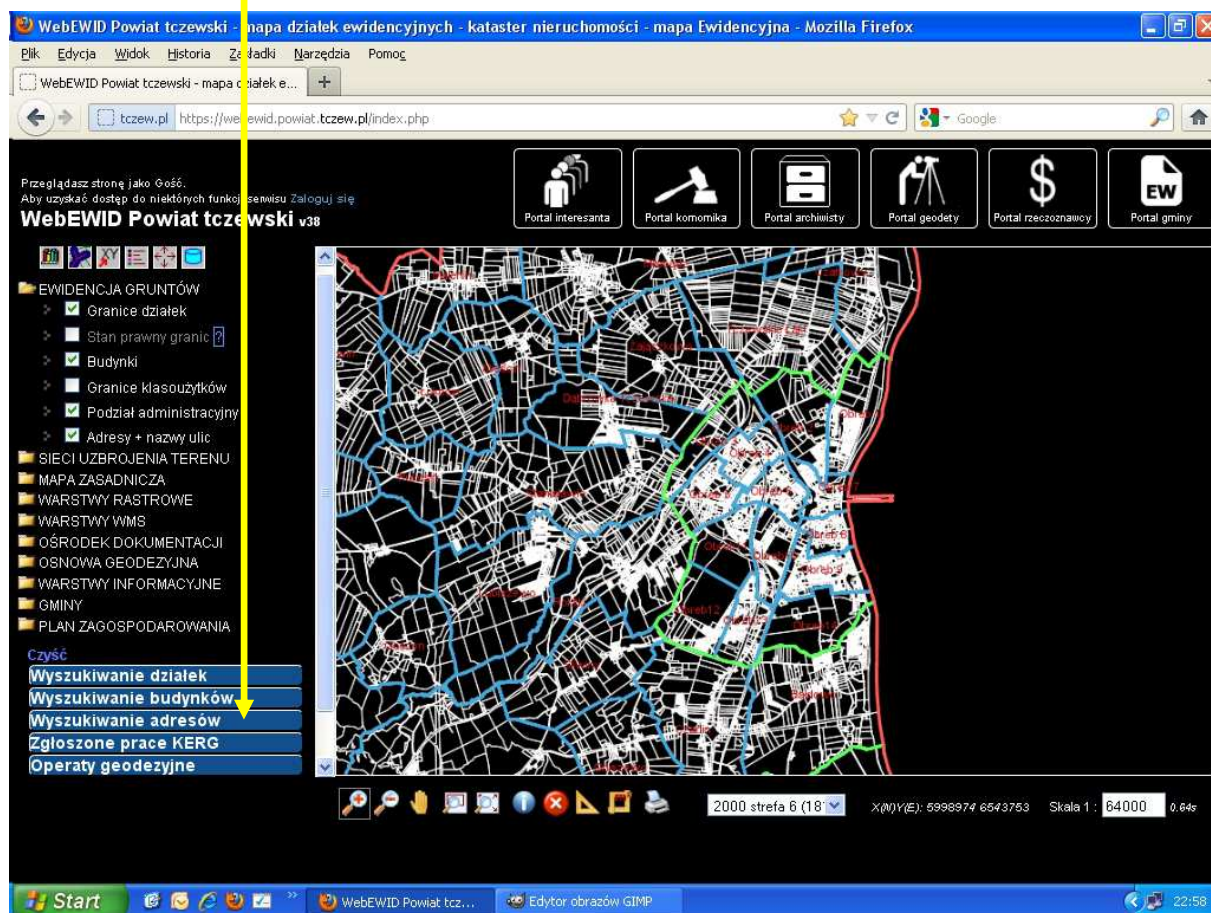 WebEWID Powiat tczewski - mapa działek ewidencyjnych - kataster nieruchomości - mapa Ewidencyjna - Mozilla Firefox
Plik Edycja Widok Historia Zakładki Narzędzia Pomoc
WebEWID Powiat tczewski - mapa działek e... +
tczew.pl https://webewid.powiat.tczew.pl/index.php Google
Przeglądasz stronę jako Gość.
Aby uzyskać dostęp do niektórych funkcji serwisu Zaloguj się
WebEWID Powiat tczewski v38
Portal interesanta Portal komornika Portal archiwisty Portal geodety Portal rzeczoznawcy EW Portal gminy
EWIDENCJA GRUNTÓW
Granice działek
Stan prawny granic ?
Budynki
Granice klasoużytków
Podział administracyjny
Adresy + nazwy ulic
SIECI UZBROJENIA TERENU
MAPA ZASADNICZA
WARSTWY RASTROWE
WARSTWY WMS
OŚRODEK DOKUMENTACJI
OSNOWA GEODEZYJNA
WARSTWY INFORMACYJNE
GMINY
PLAN ZAGOSPODAROWANIA
Czyść
Wyszukiwanie działek
Wyszukiwanie budynków
Wyszukiwanie adresów
Zgłoszone prace KERG
Operaty geodezyjne
Obreb12
2000 strefa 6 (18° X(N)Y(E): 5998974 6543753 Skala 1 : 64000 0.64s
Start WebEWID Powiat tcz... Edytor obrazów GIMP 22:58